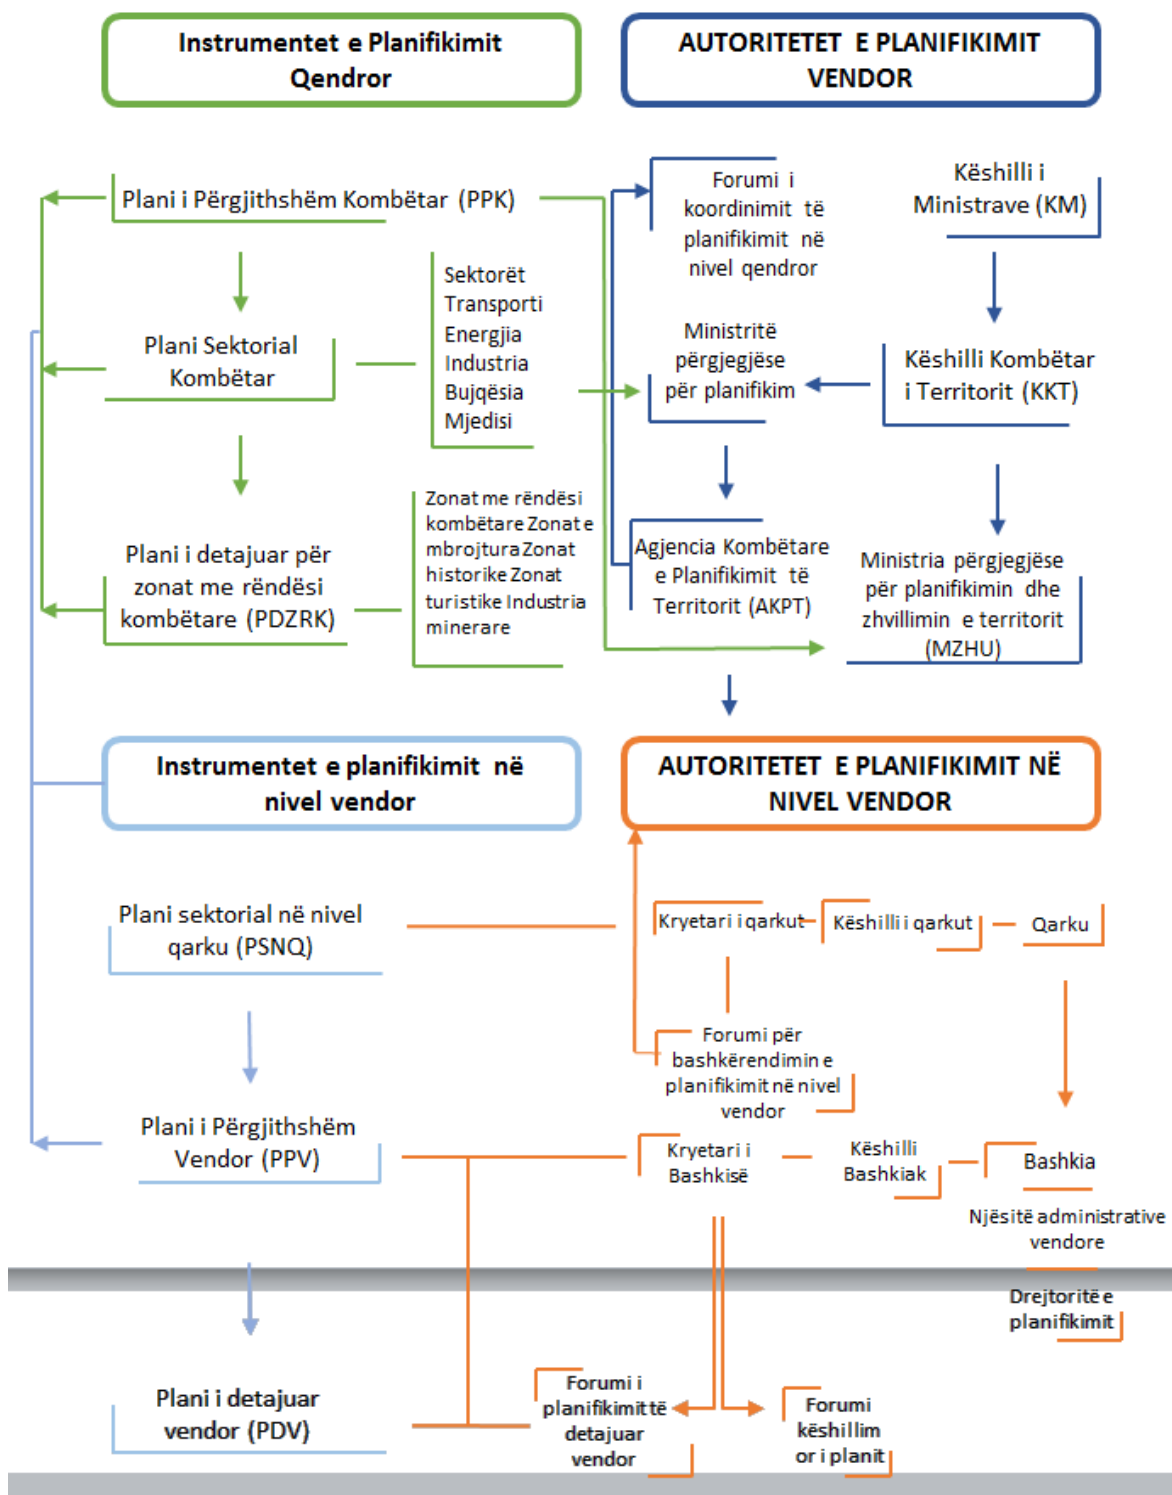 Instrumentet e Planifikimit
Qendror
AUTORITETET E PLANIFIKIMIT
VENDOR
Plani i Përgjithshëm Kombëtar (PPK)
Sektorët
Transporti
Energjia
Industria
Bujqësia
Mjedisi
Plani Sektorial
Kombëtar
Zonat me rëndësi
kombëtare Zonat e
mbrojtura Zonat
historike Zonat
turistike Industria
minerare
Plani i detajuar për
zonat me rëndësi
kombëtare (PDZRK)
Forumi i
koordinimit të
planifikimit në
nivel qendror
Këshilli i
Ministrave (KM)
Ministritë
përgjegjëse
për planifikim
Këshilli Kombëtar
i Territorit (KKT)
Agjencia Kombëtare
e Planifikimit të
Territorit (AKPT)
Ministria përgjegjëse
për planifikimin dhe
zhvillimin e territorit
(MZHU)
Instrumentet e planifikimit në
nivel vendor
AUTORITETET E PLANIFIKIMIT NË
NIVEL VENDOR
Plani sektorial në nivel
qarku (PSNQ)
Kryetari i qarkut
Këshilli i qarkut
Qarku
Forumi për
bashkërendimin e
planifikimit në nivel
vendor
Plani i Përgjithshëm
Vendor (PPV)
Kryetari i
Bashkisë
Këshilli
Bashkiak
Bashkia
Njësitë administrative
vendore
Drejtoritë e
planifikimit
Plani i detajuar
vendor (PDV)
Forumi i
planifikimit të
detajuar
vendor
Forumi
këshillim
or i planit